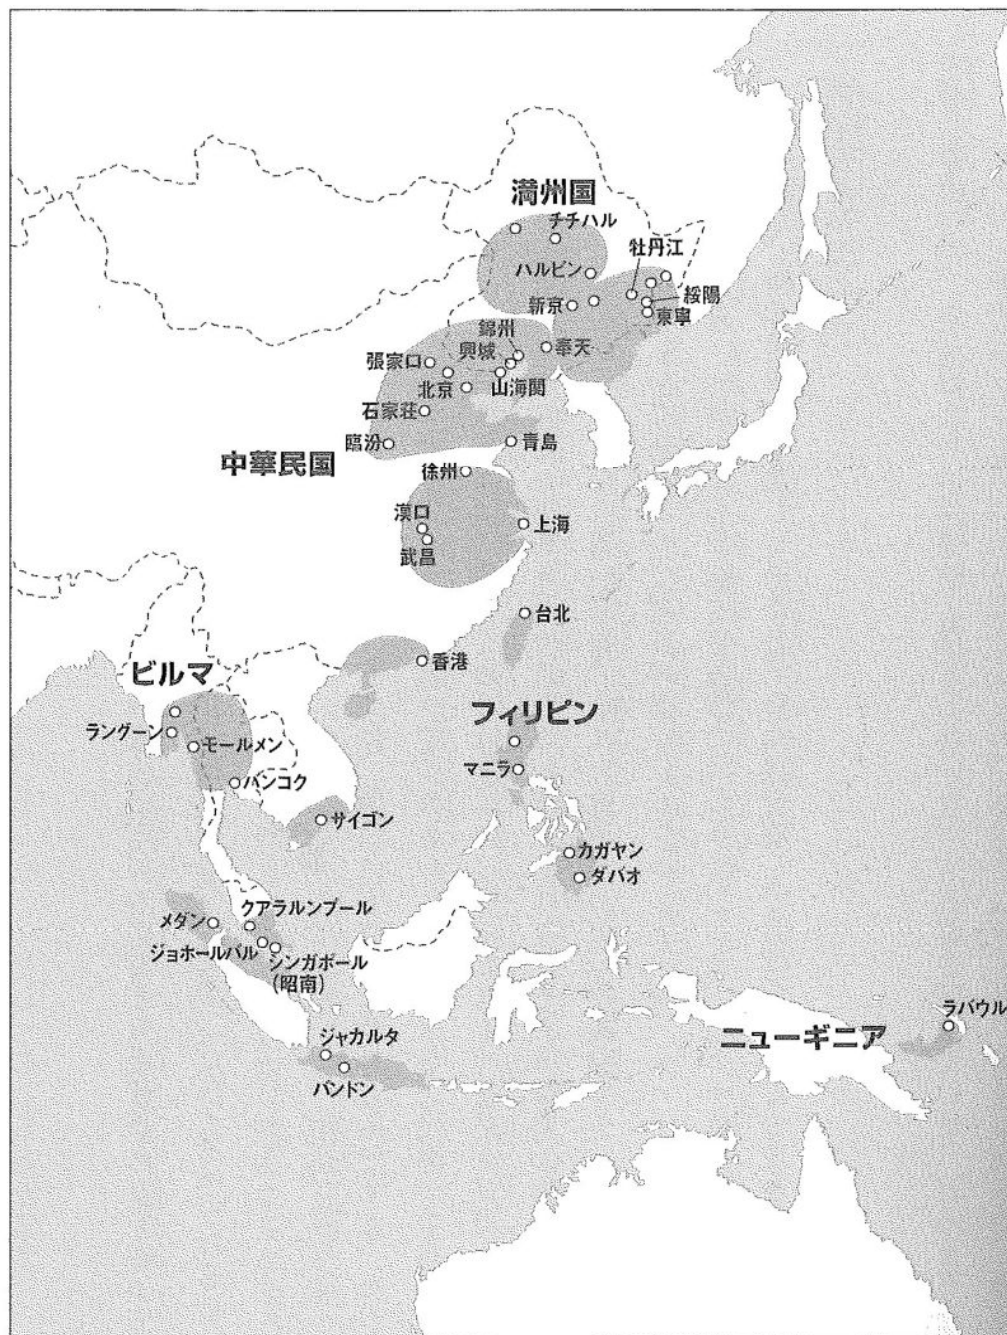 満州国
チチハル
牡丹江
ハルビン
綏陽
新京
東寧
錦州
興城
奉天
張家口
北京
山海関
石家荘
臨汾
青島
中華民国
徐州
漢口
上海
武昌
台北
香港
ビルマ
フィリピン
ラングーン
モールメン
マニラ
バンコク
サイゴン
カガヤン
ダバオ
クアラルンプール
メダン
ジョホールバル
シンガポール
(昭南)
ラバウル
ニューギニア
ジャカルタ
バンドン